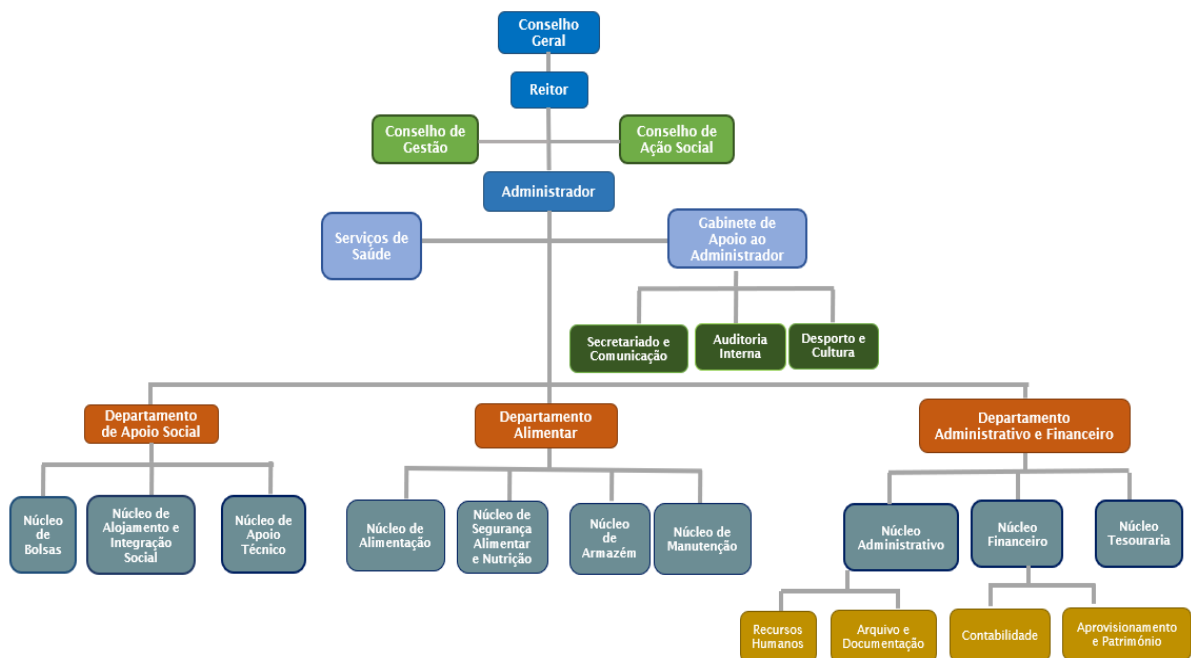 Conselho
Geral
Reitor
Conselho de
Gestão
Conselho de
Ação Social
Administrador
Serviços de
Saúde
Gabinete de
Apoio ao
Administrador
Secretariado e
Comunicação
Auditoria
Interna
Desporto e
Cultura
Departamento
de Apoio Social
Departamento
Alimentar
Departamento
Administrativo e Financeiro
Núcleo
de
Bolsas
Núcleo de
Alojamento e
Integração
Social
Núcleo de
Apoio
Técnico
Núcleo de
Alimentação
Núcleo de
Segurança
Alimentar
e Nutrição
Núcleo
de
Armazém
Núcleo de
Manutenção
Núcleo
Administrativo
Núcleo
Financeiro
Núcleo
Tesouraria
Recursos
Humanos
Arquivo e
Documentação
Contabilidade
Aprovisionamento
e Património